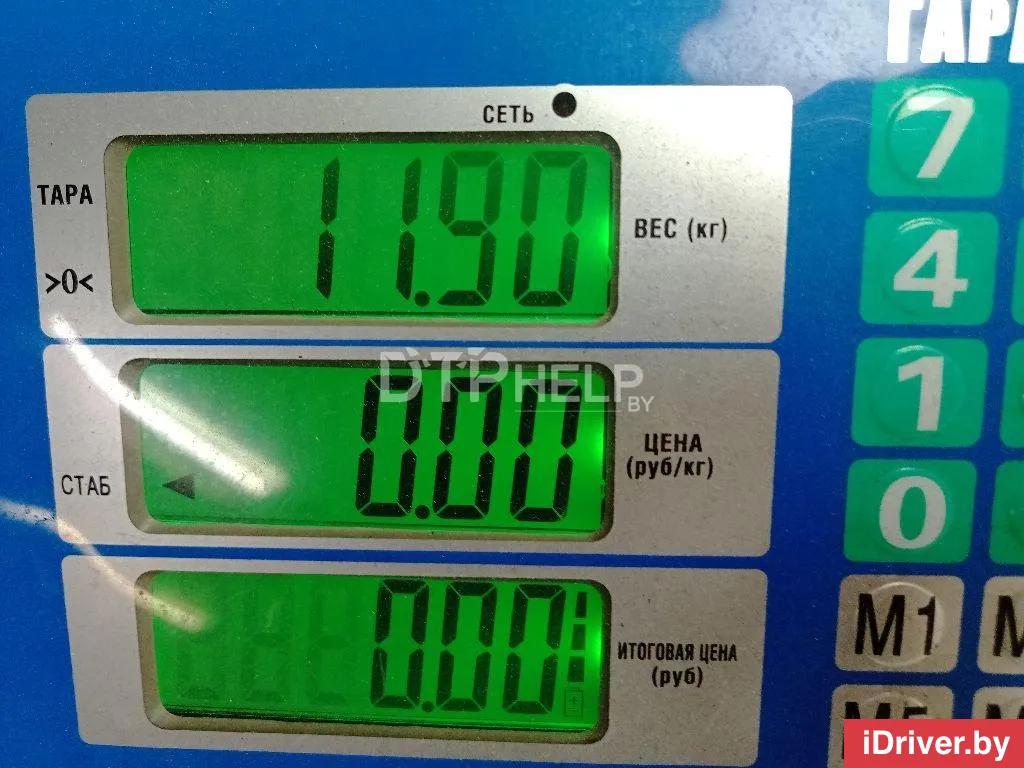 ГАР
СЕТЬ
ТАРА
11.90
ВЕС (кг)
>0<
7
4
DTPHELP
BY
0.00
ЦЕНА
(руб/кг)
СТАБ
1
0
0.00
ИТОГОВАЯ ЦЕНА
(руб)
M1
iDriver.by